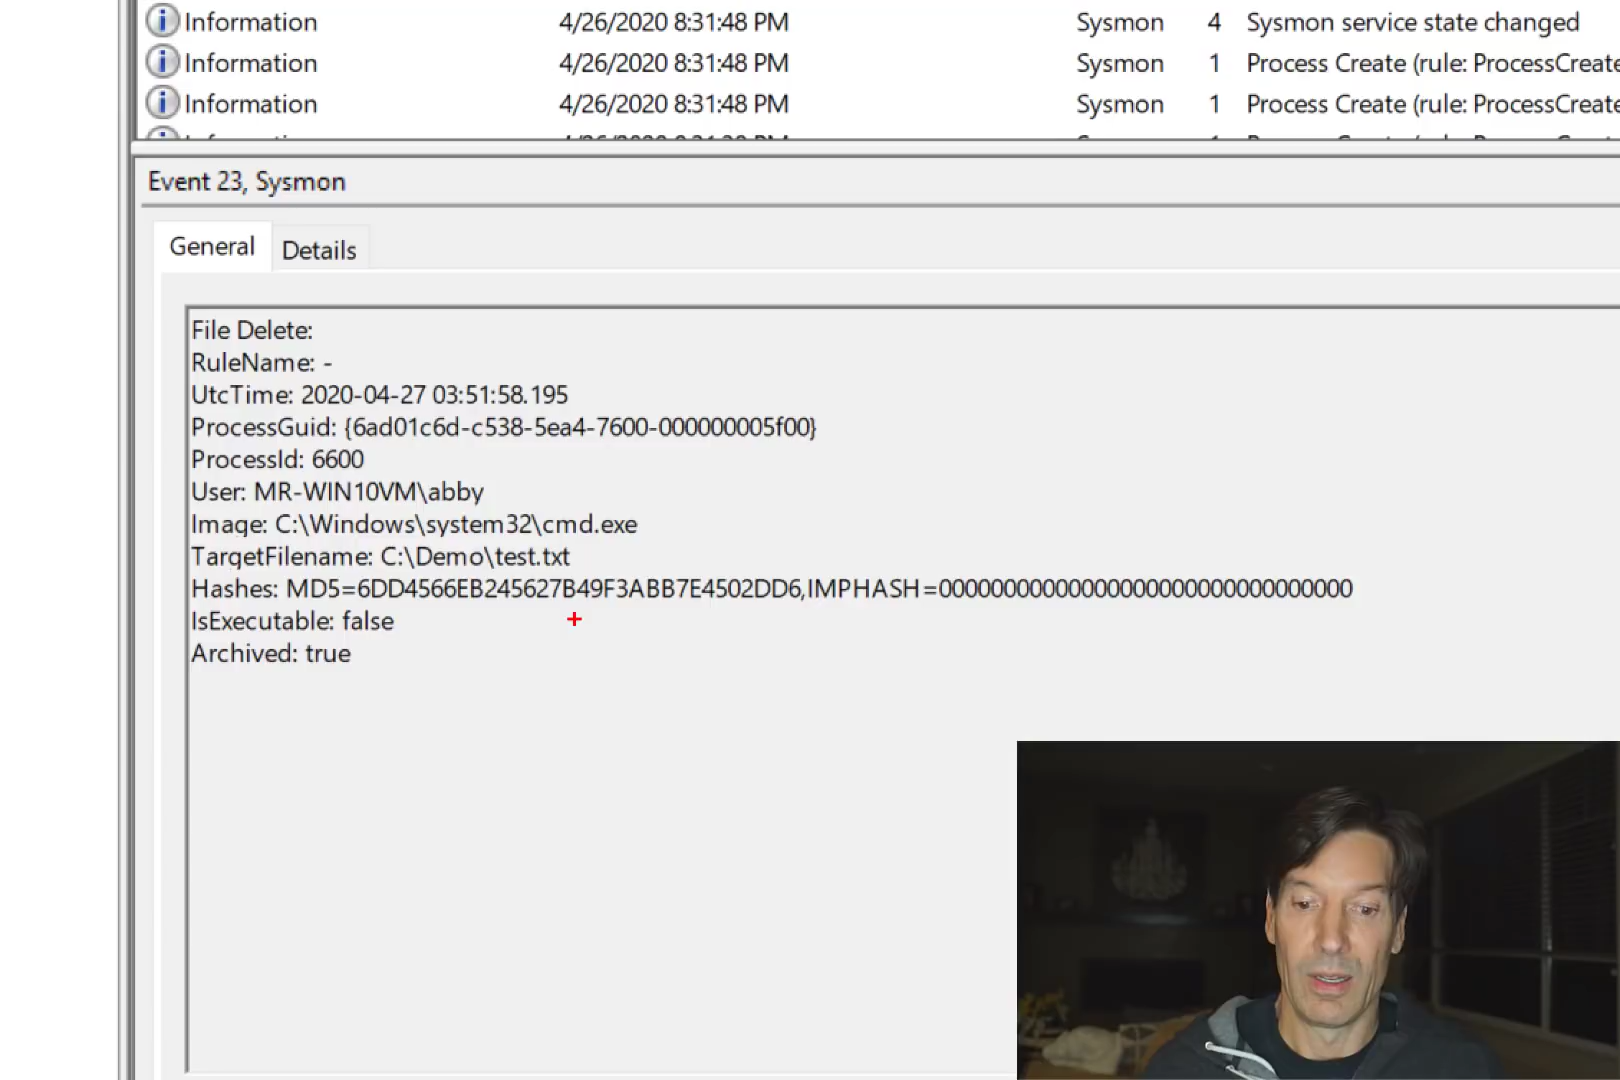 Information 4/26/2020 8:31:48 PM Sysmon 4 Sysmon service state changed
Information 4/26/2020 8:31:48 PM Sysmon 1 Process Create (rule: ProcessCreate
Information 4/26/2020 8:31:48 PM Sysmon 1 Process Create (rule: ProcessCreate
Event 23, Sysmon
General Details
File Delete:
RuleName: -
UtcTime: 2020-04-27 03:51:58.195
ProcessGuid: {6ad01c6d-c538-5ea4-7600-000000005f00}
ProcessId: 6600
User: MR-WIN10VM\abby
Image: C:\Windows\system32\cmd.exe
TargetFilename: C:\Demo\test.txt
Hashes: MD5=6DD4566EB245627B49F3ABB7E4502DD6,IMPHASH=00000000000000000000000000000000
IsExecutable: false
Archived: true